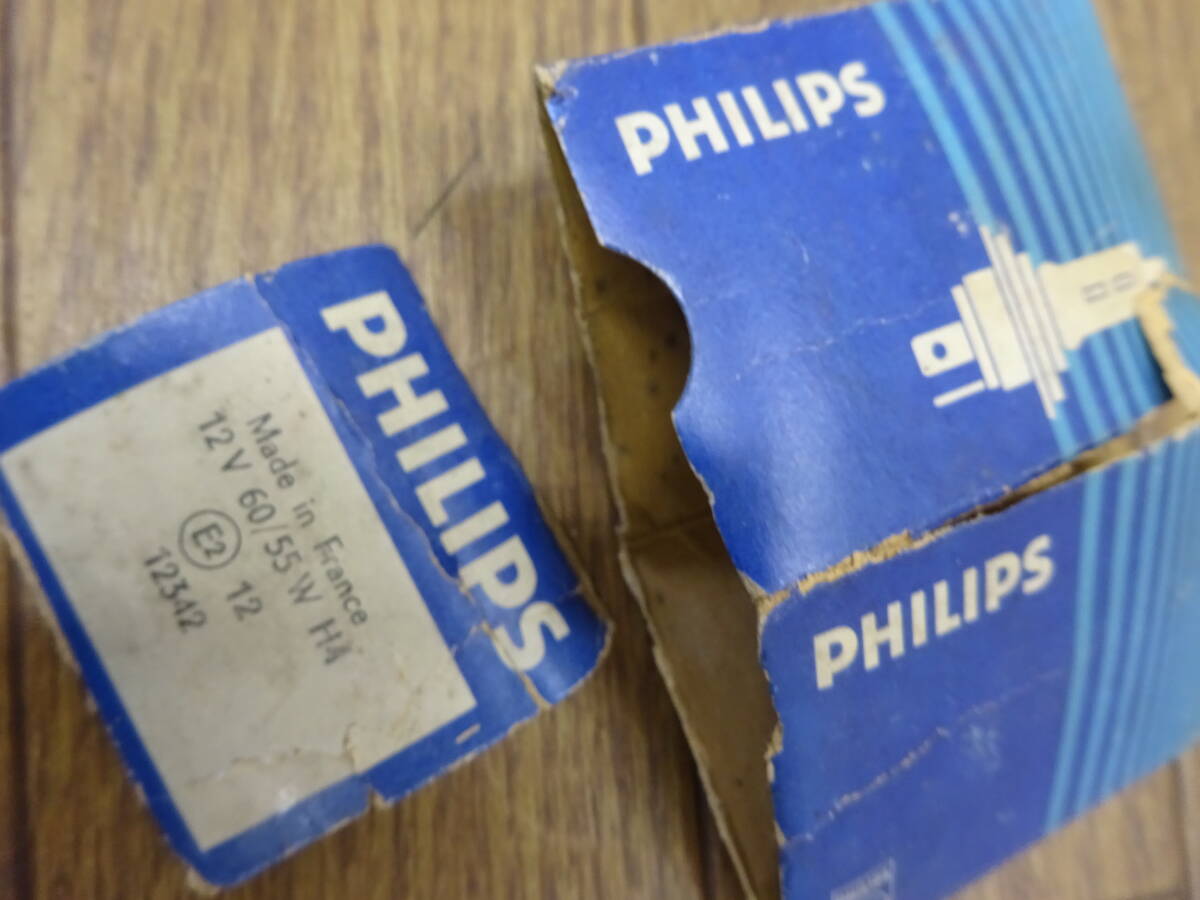 PHILIPS
Made in France
12 V 60/55 W H4
E2 12
12342
PHILIPS
PHILIPS